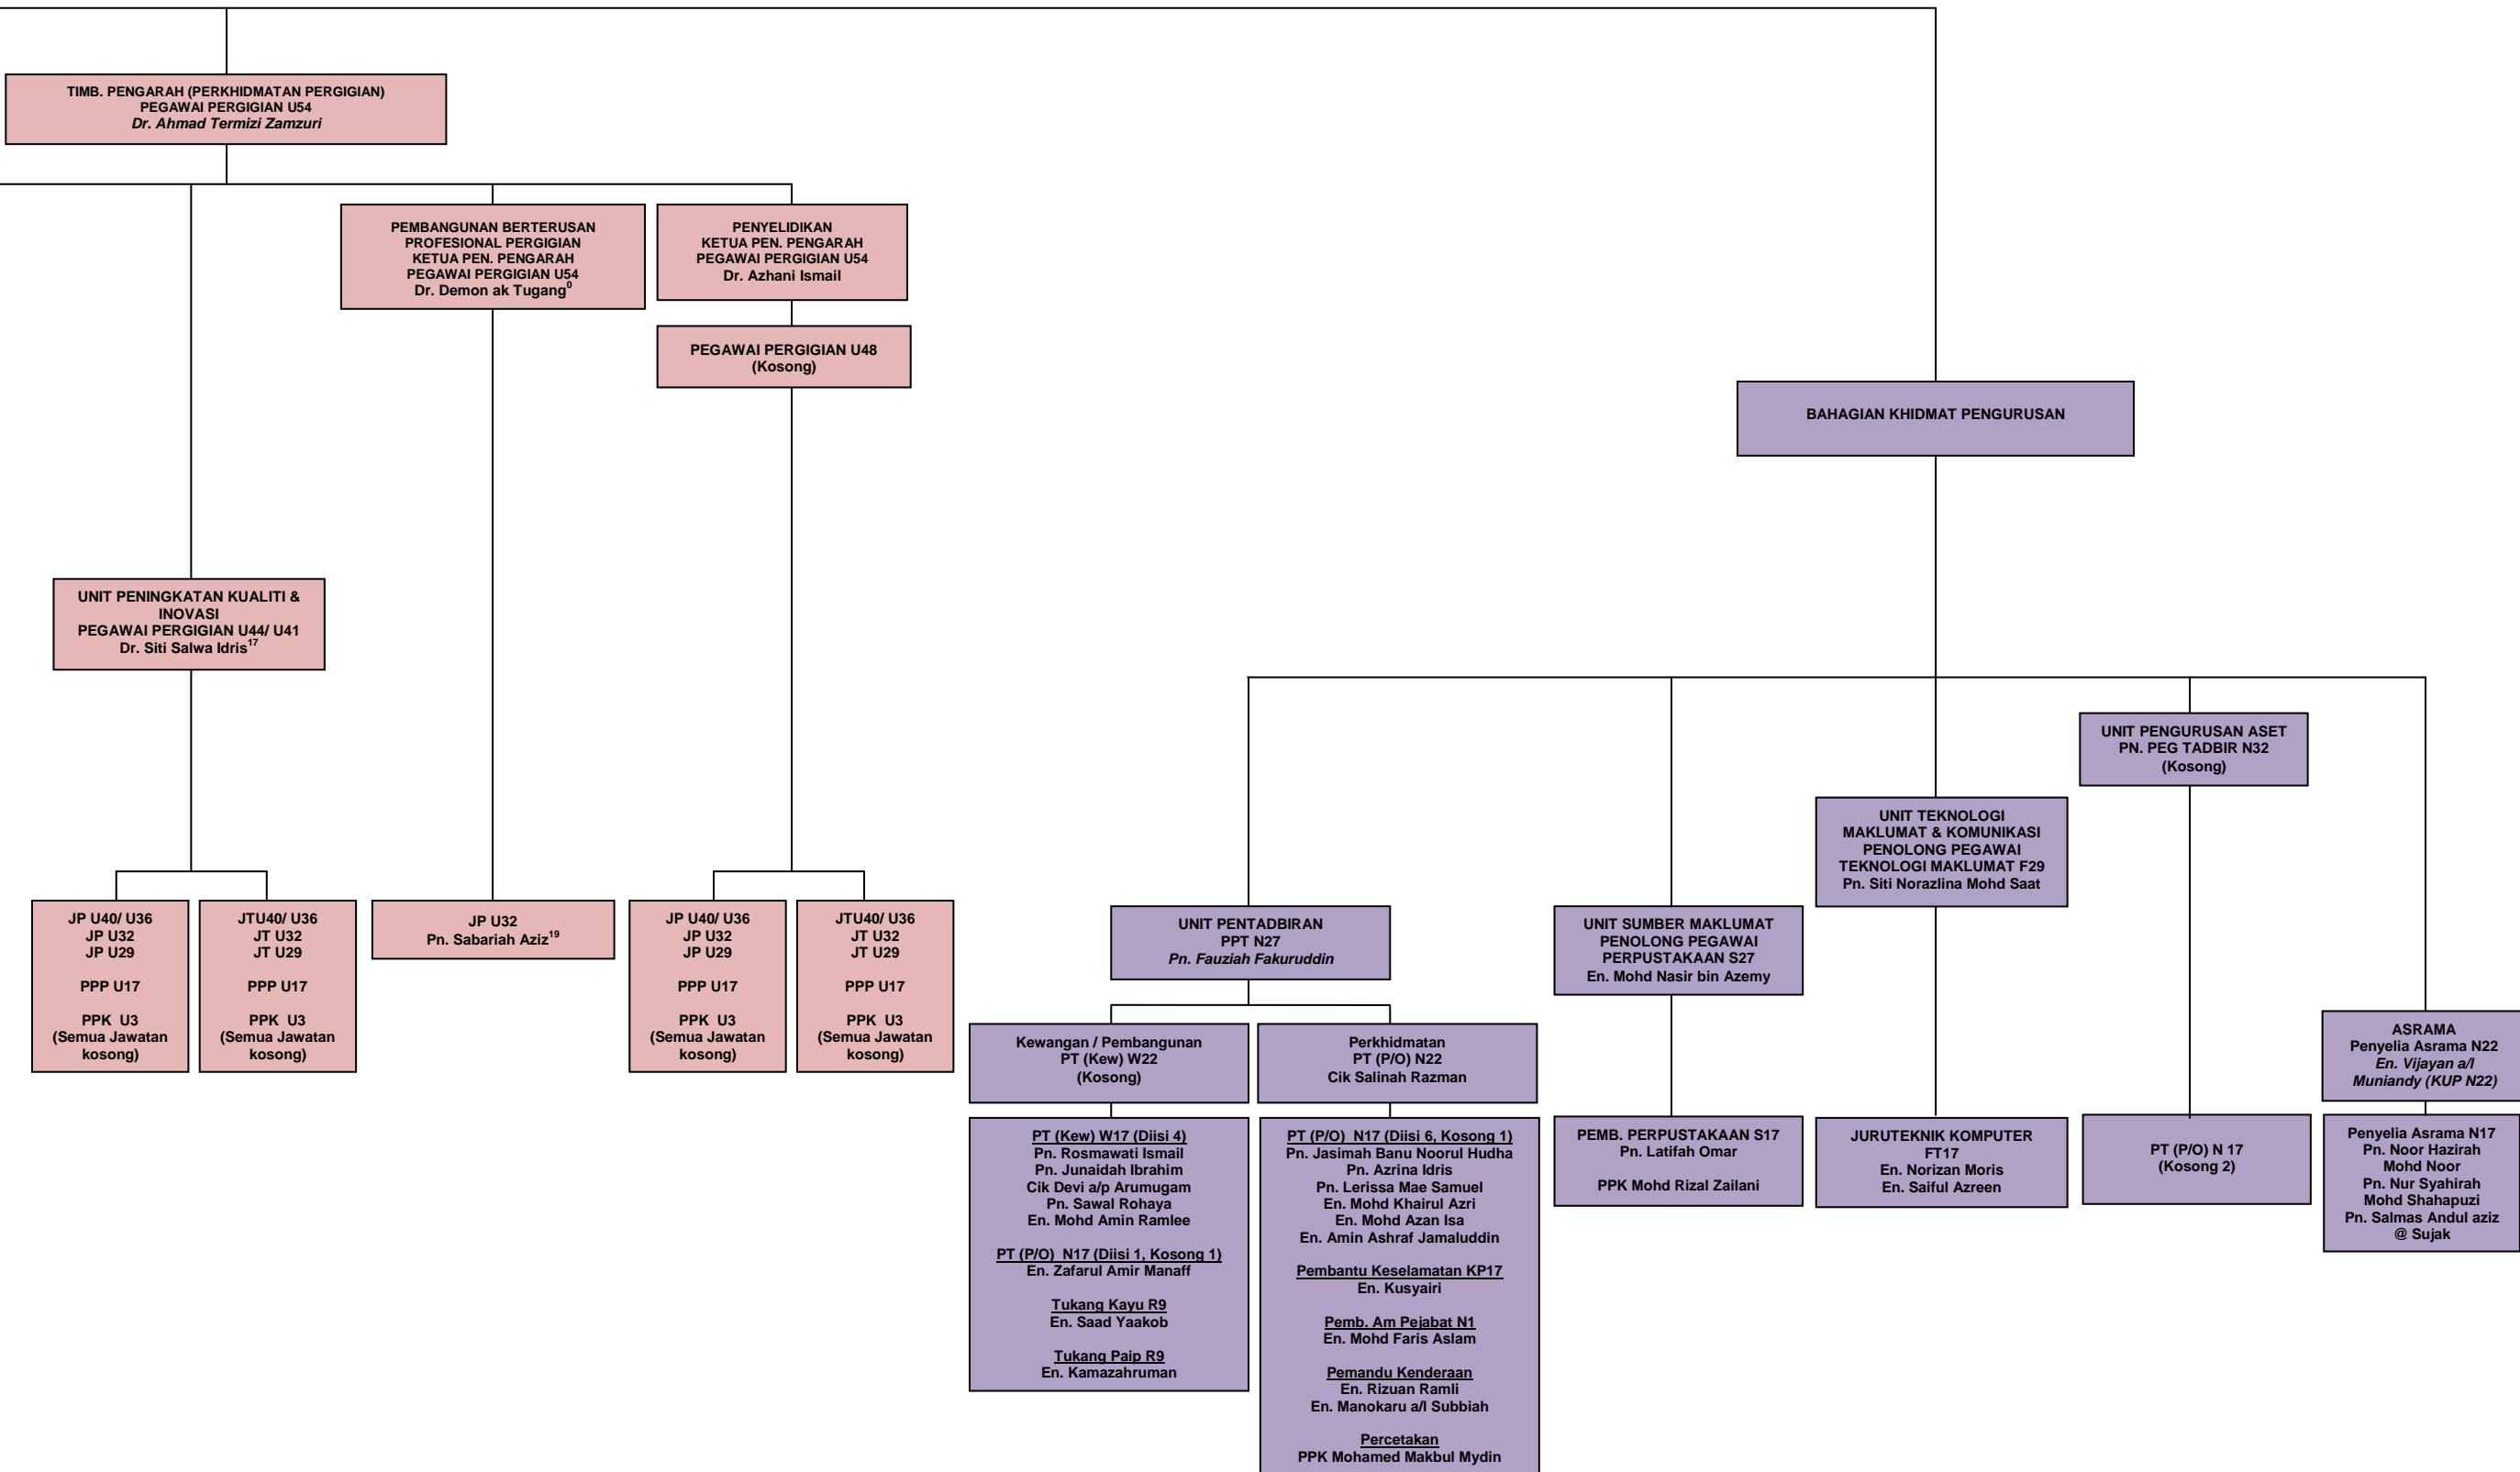 TIMB. PENGARAH (PERKHIDMATAN PERGIGIAN)
PEGAWAI PERGIGIAN U54
Dr. Ahmad Termizi Zamzuri
PEMBANGUNAN BERTERUSAN
PROFESIONAL PERGIGIAN
KETUA PEN. PENGARAH
PEGAWAI PERGIGIAN U54
Dr. Demon ak Tugang⁰
PENYELIDIKAN
KETUA PEN. PENGARAH
PEGAWAI PERGIGIAN U54
Dr. Azhani Ismail
PEGAWAI PERGIGIAN U48
(Kosong)
BAHAGIAN KHIDMAT PENGURUSAN
UNIT PENINGKATAN KUALITI &
INOVASI
PEGAWAI PERGIGIAN U44/ U41
Dr. Siti Salwa Idris¹⁷
JP U40/ U36
JP U32
JP U29
PPP U17
PPK  U3
(Semua Jawatan
kosong)
JTU40/ U36
JT U32
JT U29
PPP U17
PPK  U3
(Semua Jawatan
kosong)
JP U32
Pn. Sabariah Aziz¹⁹
JP U40/ U36
JP U32
JP U29
PPP U17
PPK  U3
(Semua Jawatan
kosong)
JTU40/ U36
JT U32
JT U29
PPP U17
PPK  U3
(Semua Jawatan
kosong)
UNIT PENTADBIRAN
PPT N27
Pn. Fauziah Fakuruddin
Kewangan / Pembangunan
PT (Kew) W22
(Kosong)
PT (Kew) W17 (Diisi 4)
Pn. Rosmawati Ismail
Pn. Junaidah Ibrahim
Cik Devi a/p Arumugam
Pn. Sawal Rohaya
En. Mohd Amin Ramlee
PT (P/O)  N17 (Diisi 1, Kosong 1)
En. Zafarul Amir Manaff
Tukang Kayu R9
En. Saad Yaakob
Tukang Paip R9
En. Kamazahruman
Perkhidmatan
PT (P/O) N22
Cik Salinah Razman
PT (P/O)  N17 (Diisi 6, Kosong 1)
Pn. Jasimah Banu Noorul Hudha
Pn. Azrina Idris
Pn. Lerissa Mae Samuel
En. Mohd Khairul Azri
En. Mohd Azan Isa
En. Amin Ashraf Jamaluddin
Pembantu Keselamatan KP17
En. Kusyairi
Pemb. Am Pejabat N1
En. Mohd Faris Aslam
Pemandu Kenderaan
En. Rizuan Ramli
En. Manokaru a/l Subbiah
Percetakan
PPK Mohamed Makbul Mydin
UNIT SUMBER MAKLUMAT
PENOLONG PEGAWAI
PERPUSTAKAAN S27
En. Mohd Nasir bin Azemy
PEMB. PERPUSTAKAAN S17
Pn. Latifah Omar
PPK Mohd Rizal Zailani
UNIT TEKNOLOGI
MAKLUMAT & KOMUNIKASI
PENOLONG PEGAWAI
TEKNOLOGI MAKLUMAT F29
Pn. Siti Norazlina Mohd Saat
JURUTEKNIK KOMPUTER
FT17
En. Norizan Moris
En. Saiful Azreen
UNIT PENGURUSAN ASET
PN. PEG TADBIR N32
(Kosong)
PT (P/O) N 17
(Kosong 2)
ASRAMA
Penyelia Asrama N22
En. Vijayan a/l
Muniandy (KUP N22)
Penyelia Asrama N17
Pn. Noor Hazirah
Mohd Noor
Pn. Nur Syahirah
Mohd Shahapuzi
Pn. Salmas Andul aziz
@ Sujak